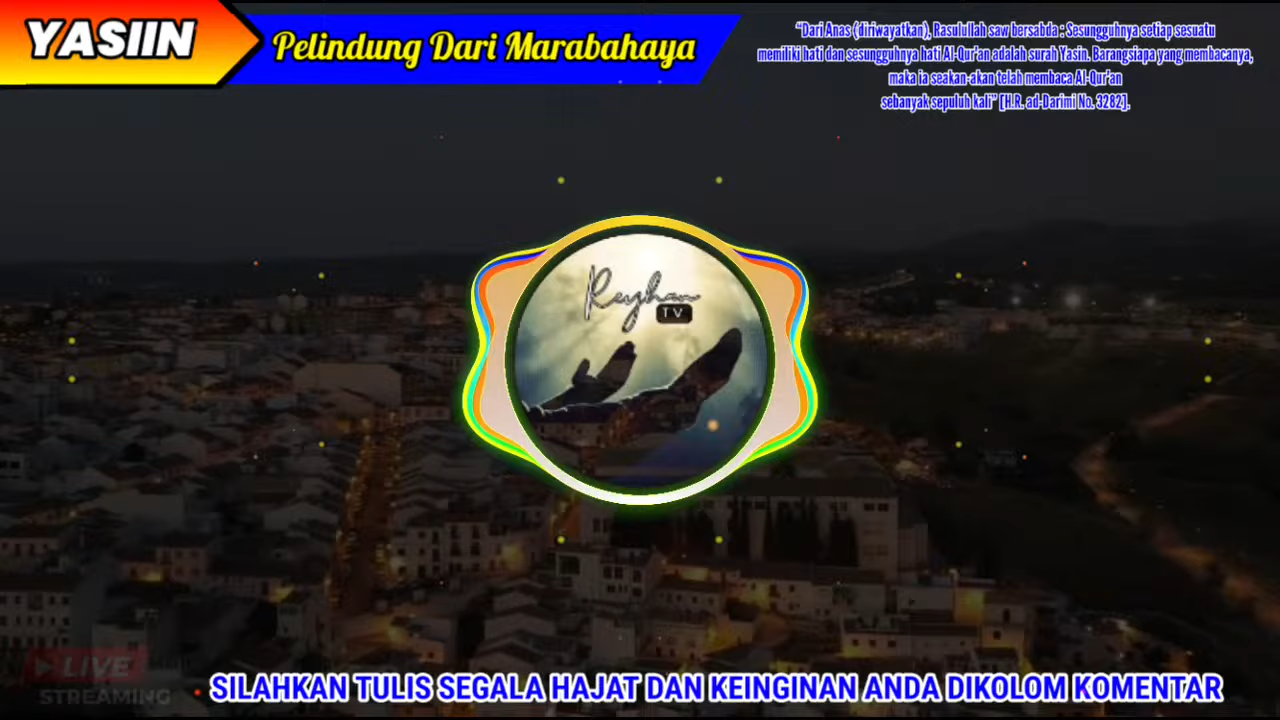 YASIIN
Pelindung Dari Marabahaya
"Dari Anas (diriwayatkan), Rasulullah saw bersabda : Sesungguhnya setiap sesuatu
memiliki hati dan sesungguhnya hati Al-Qur'an adalah surah Yasin. Barangsiapa yang membacanya,
maka ia seakan-akan telah membaca Al-Qur'an
sebanyak sepuluh kali" [H.R. ad-Darimi No. 3282].
Reyhan
TV
LIVE
STREAMING
SILAHKAN TULIS SEGALA HAJAT DAN KEINGINAN ANDA DIKOLOM KOMENTAR